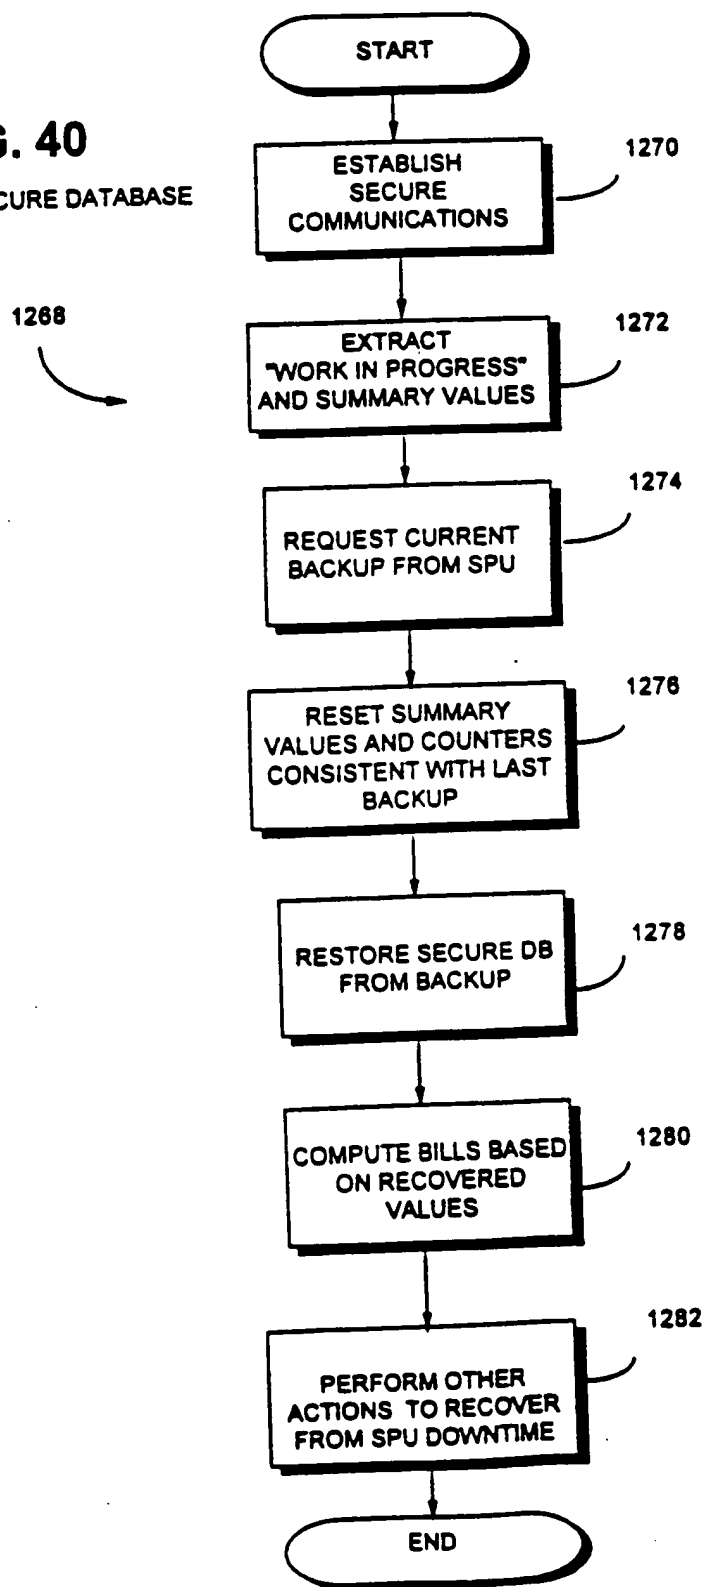 START
G. 40
CURE DATABASE
1268
ESTABLISH
SECURE
COMMUNICATIONS
1270
EXTRACT
"WORK IN PROGRESS"
AND SUMMARY VALUES
1272
REQUEST CURRENT
BACKUP FROM SPU
1274
RESET SUMMARY
VALUES AND COUNTERS
CONSISTENT WITH LAST
BACKUP
1276
RESTORE SECURE DB
FROM BACKUP
1278
COMPUTE BILLS BASED
ON RECOVERED
VALUES
1280
PERFORM OTHER
ACTIONS TO RECOVER
FROM SPU DOWNTIME
1282
END